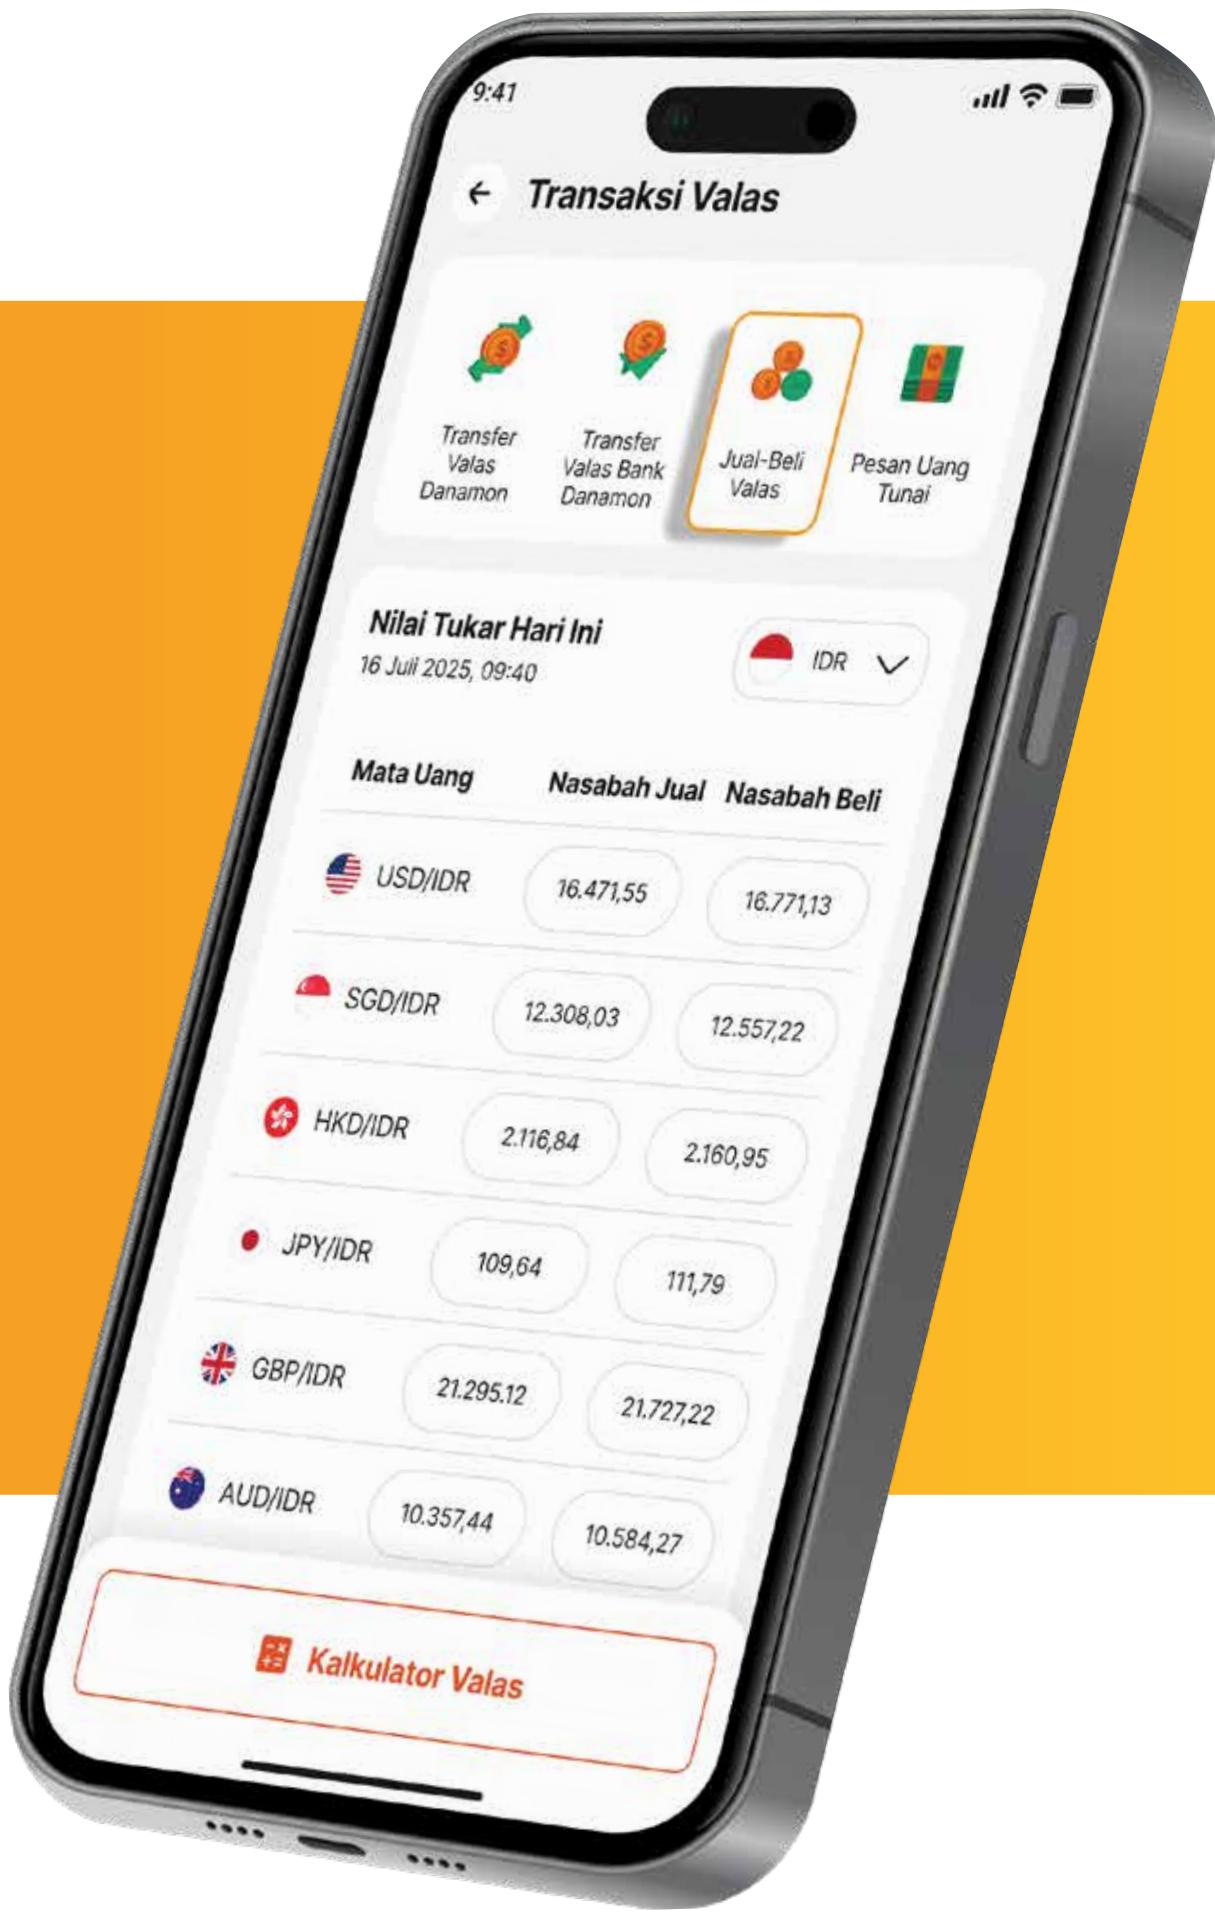 9:41
Transaksi Valas
Transfer
Valas
Danamon
Transfer
Valas Bank
Danamon
Jual-Beli
Valas
Pesan Uang
Tunai
Nilai Tukar Hari Ini
IDR
16 Juli 2025, 09:40
Mata Uang Nasabah Jual Nasabah Beli
USD/IDR 16.471,55 16.771,13
SGD/IDR 12.308,03 12.557,22
HKD/IDR 2.116,84 2.160,95
JPY/IDR 109,64 111,79
GBP/IDR 21.295.12 21.727,22
AUD/IDR 10.357,44 10.584,27
Kalkulator Valas